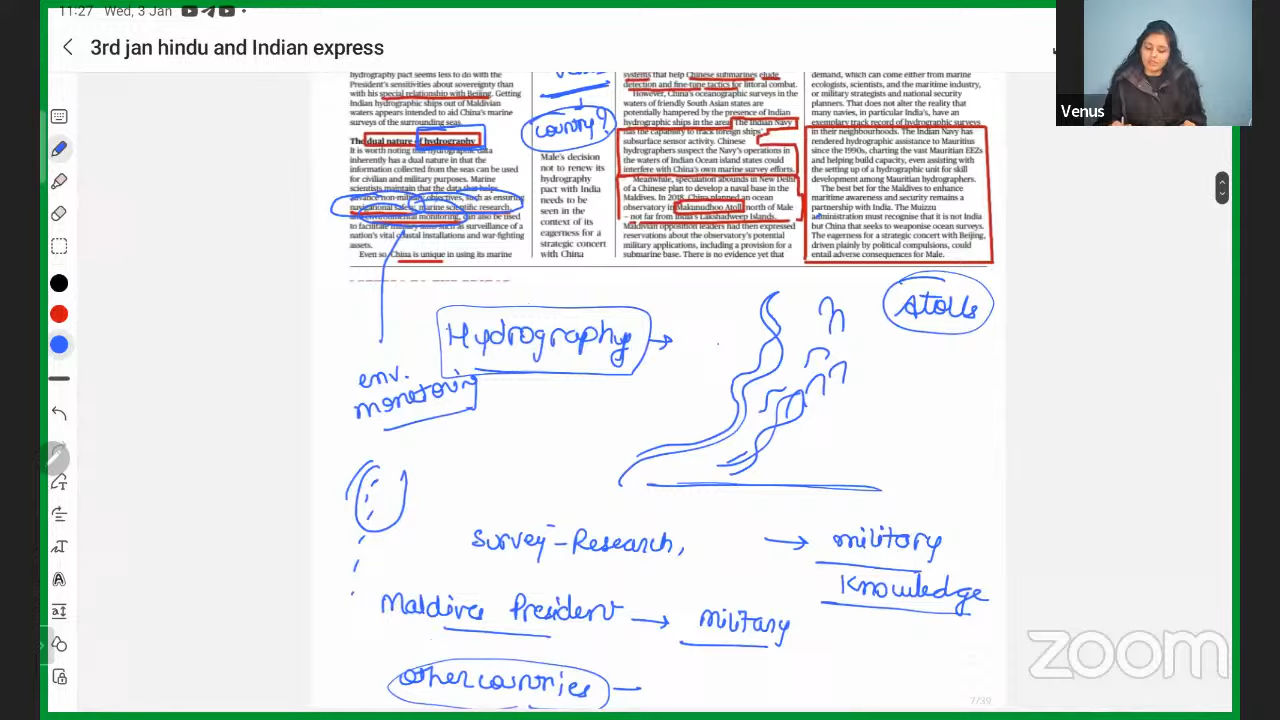 11:27 Wed, 3 Jan
3rd jan hindu and Indian express
Venus
hydrography pact seems less to do with the
President's sensitivities about sovereignty than
with his special relationship with Beijing. Getting
Indian hydrographic ships out of Maldivian
waters appears intended to aid China's marine
surveys of the surrounding seas.
The dual nature of hydrography
It is worth noting that hydrographic data
inherently has a dual nature in that the
information collected from the seas can be used
for civilian and military purposes. Marine
scientists maintain that the data that helps
advance non-military objectives, such as ensuring
navigational safety, marine scientific research,
and environmental monitoring, can also be used
to facilitate military aims such as surveillance of a
nation's vital coastal installations and war-fighting
assets.
Even so, China is unique in using its marine
country?
Male's decision
not to renew its
hydrography
pact with India
needs to be
seen in the
context of its
eagerness for a
strategic concert
with China
systems that help Chinese submarines elude
detection and fine-tune tactics for littoral combat.
However, China's oceanographic surveys in the
waters of friendly South Asian states are
potentially hampered by the presence of Indian
hydrographic ships in the area. The Indian Navy
has the capability to track foreign ships'
subsurface sensor activity. Chinese
hydrographers suspect the Navy's operations in
the waters of Indian Ocean island states could
interfere with China's own marine survey efforts.
Meanwhile, speculation abounds in New Delhi
of a Chinese plan to develop a naval base in the
Maldives. In 2018, China planned an ocean
observatory in Makunudhoo Atoll, north of Male
– not far from India's Lakshadweep Islands.
Maldivian opposition leaders had then expressed
reservations about the observatory's potential
military applications, including a provision for a
submarine base. There is no evidence yet that
demand, which can come either from marine
ecologists, scientists, and the maritime industry,
or military strategists and national security
planners. That does not alter the reality that
many navies, in particular India's, have an
exemplary track record of hydrographic surveys
in their neighbourhoods. The Indian Navy has
rendered hydrographic assistance to Mauritius
since the 1990s, charting the vast Mauritian EEZs
and helping build capacity, even assisting with
the setting up of a hydrographic unit for skill
development among Mauritian hydrographers.
The best bet for the Maldives to enhance
maritime awareness and security remains a
partnership with India. The Muizzu
administration must recognise that it is not India
but China that seeks to weaponise ocean surveys.
The eagerness for a strategic concert with Beijing,
driven plainly by political compulsions, could
entail adverse consequences for Male.
Atolls
Hydrography →
env.
monetoring
Survey – Research, → military
Knowledge
Maldives President → military
other countries –
7/39
zoom